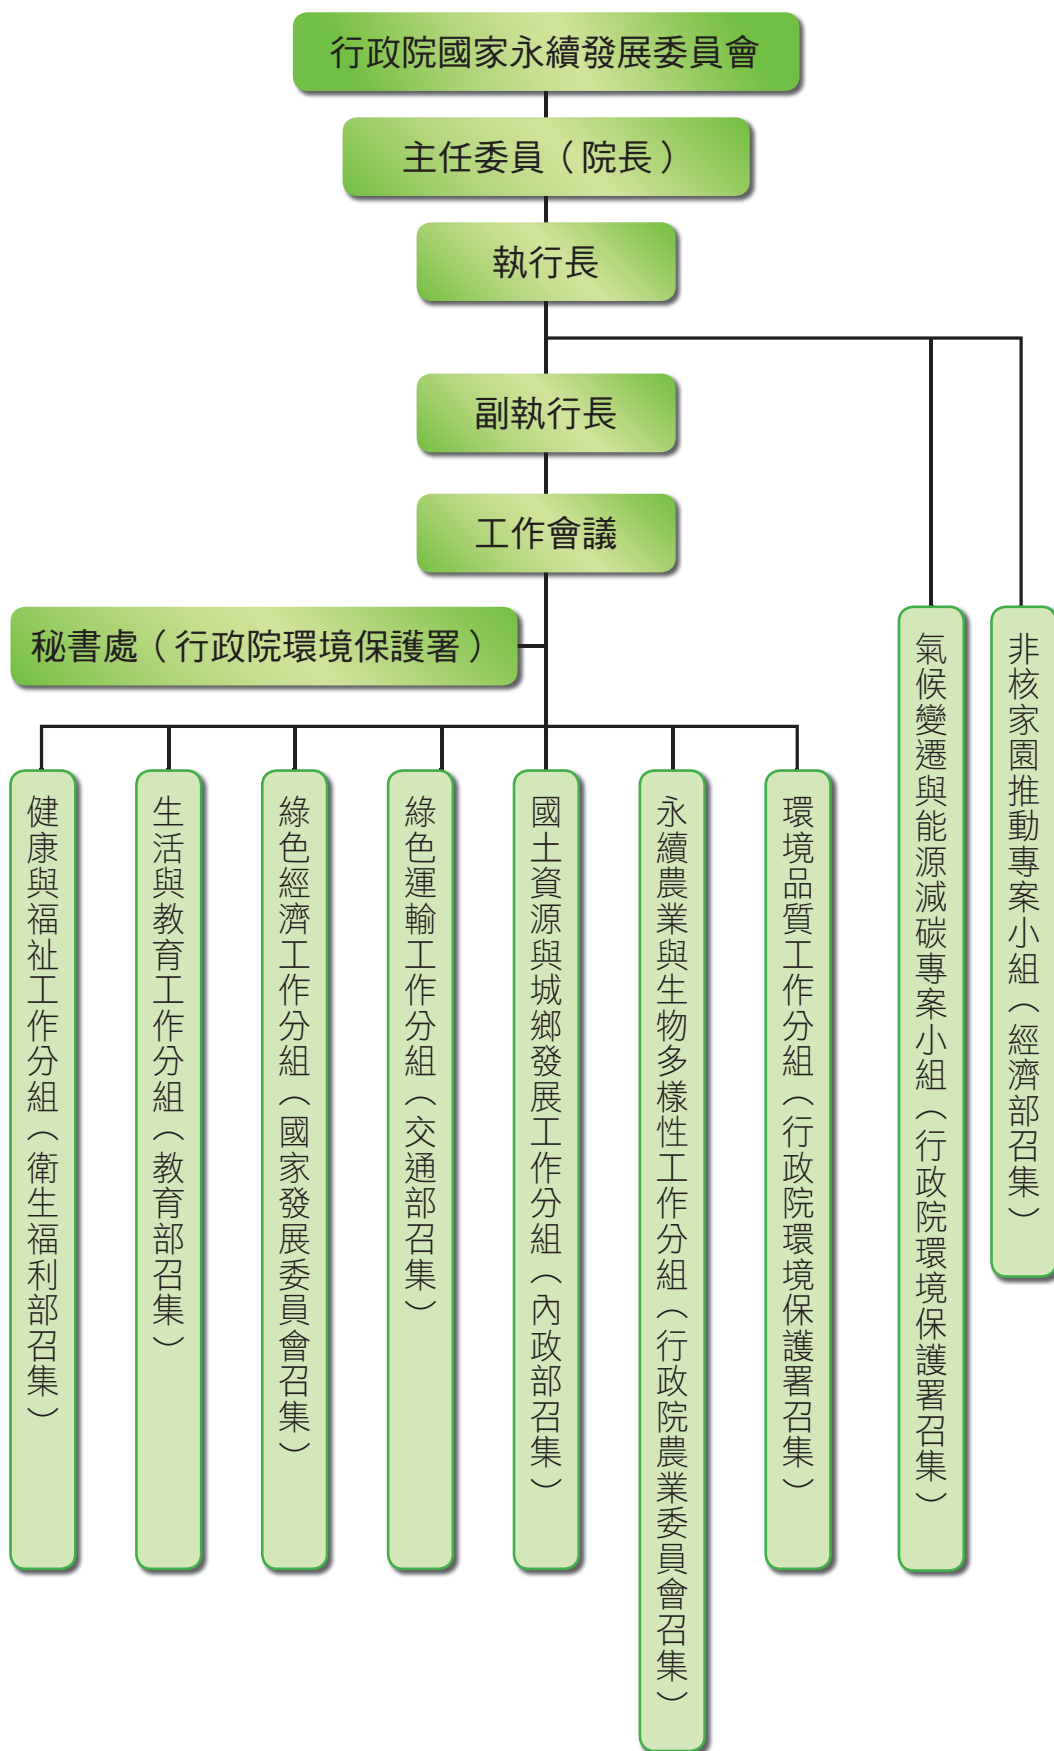 行政院國家永續發展委員會
主任委員（院長）
執行長
副執行長
工作會議
秘書處（行政院環境保護署）
健康與福祉工作分組（衛生福利部召集）
生活與教育工作分組（教育部召集）
綠色經濟工作分組（國家發展委員會召集）
綠色運輸工作分組（交通部召集）
國土資源與城鄉發展工作分組（內政部召集）
永續農業與生物多樣性工作分組（行政院農業委員會召集）
環境品質工作分組（行政院環境保護署召集）
氣候變遷與能源減碳專案小組（行政院環境保護署召集）
非核家園推動專案小組（經濟部召集）